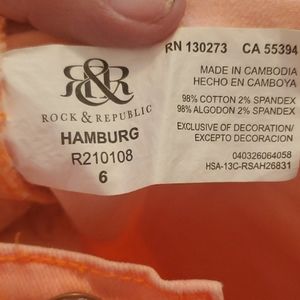 RN 130273 CA 55394
R&R
ROCK & REPUBLIC
HAMBURG
R210108
6
MADE IN CAMBODIA
HECHO EN CAMBOYA
98% COTTON 2% SPANDEX
98% ALGODON 2% SPANDEX
EXCLUSIVE OF DECORATION/
EXCEPTO DECORACION
040326064058
HSA-13C-RSAH26831